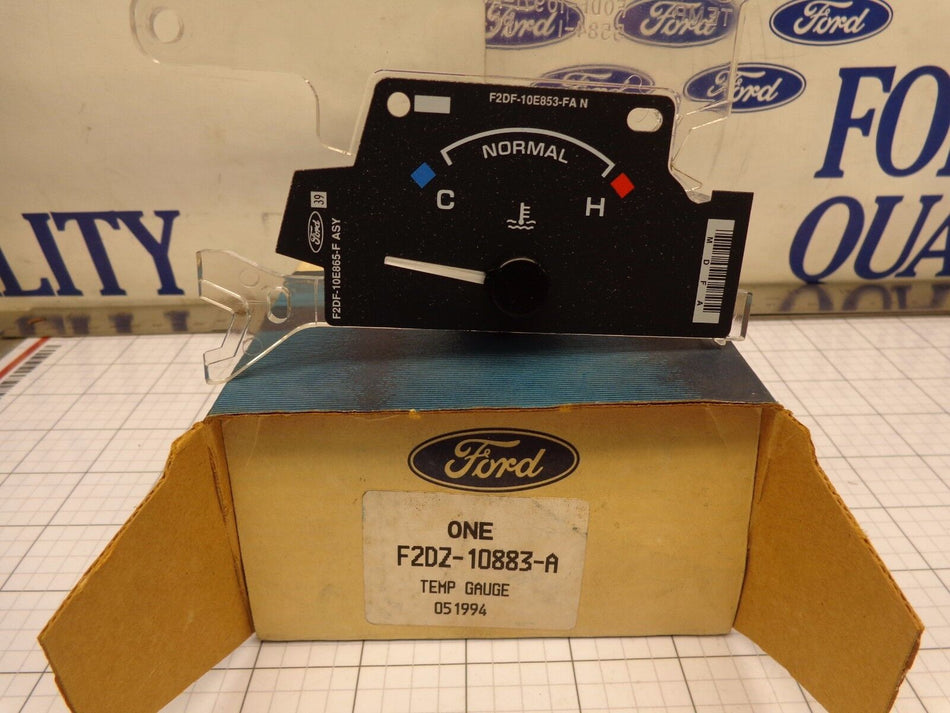 Ford
Ford
Ford
Ford
Ford
FO
QUA
LITY
F2DF-10E853-FA N
NORMAL
C
H
39
Ford
F2DF-10E865-F ASY
M D F A
Ford
ONE
F2DZ-10883-A
TEMP GAUGE
051994